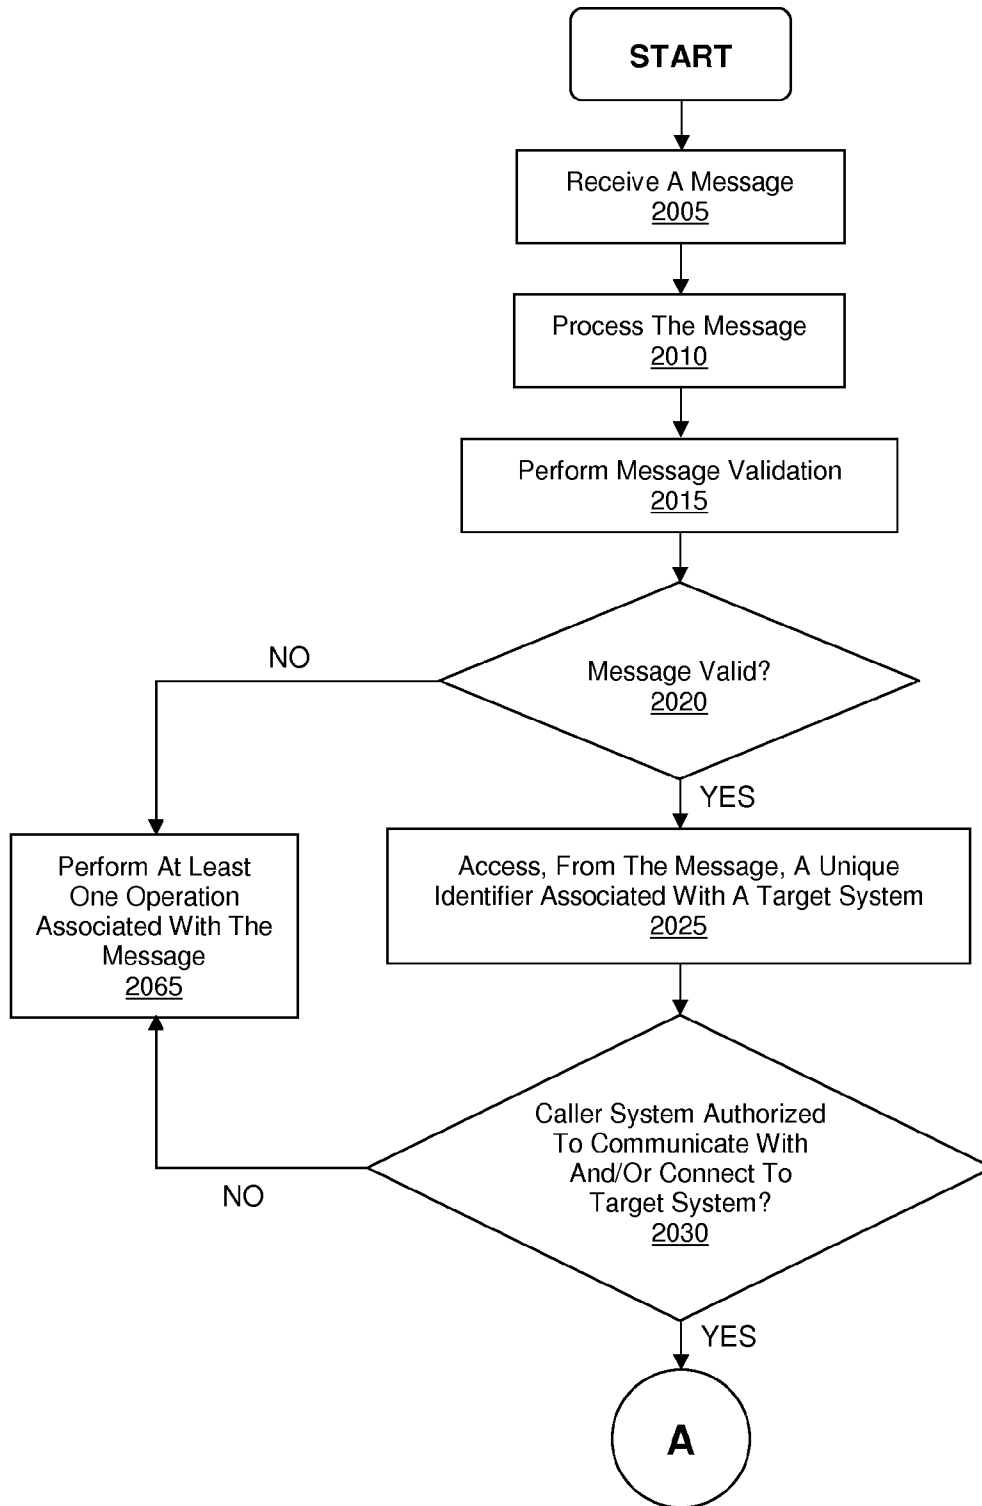 START
Receive A Message
2005
Process The Message
2010
Perform Message Validation
2015
NO
Message Valid?
2020
YES
Perform At Least
One Operation
Associated With The
Message
2065
Access, From The Message, A Unique
Identifier Associated With A Target System
2025
Caller System Authorized
To Communicate With
And/Or Connect To
Target System?
2030
NO
YES
A